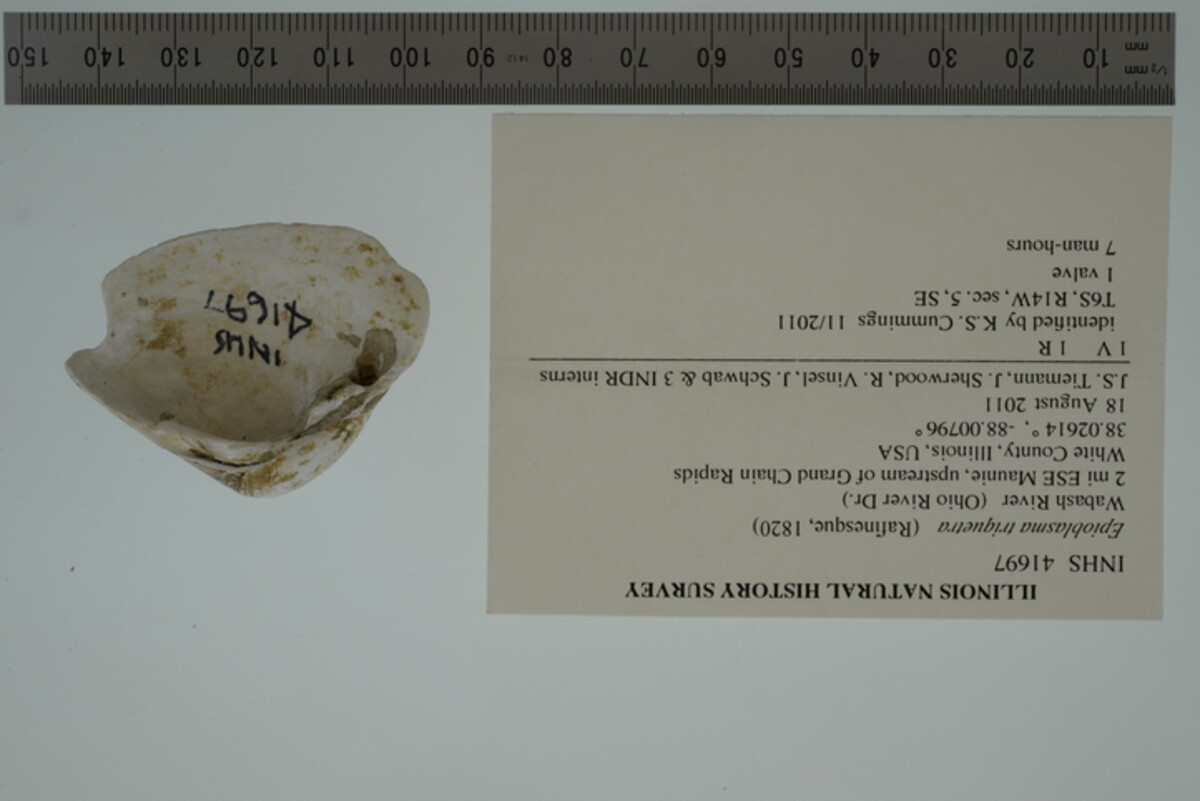 ILLINOIS NATURAL HISTORY SURVEY
INHS 41697
Epioblasma triquetra (Rafinesque, 1820)
Wabash River (Ohio River Dr.)
2 mi ESE Maunie, upstream of Grand Chain Rapids
White County, Illinois, USA
38.02614°, -88.00796°
18 August 2011
J.S. Tiemann, J. Sherwood, R. Vinsel, J. Schwab & 3 INDR interns
1 V 1 R
identified by K.S. Cummings 11/2011
T6S, R14W, sec. 5, SE
1 valve
7 man-hours
INHS
41697
1/2 mm
mm
10 20 30 40 50 60 70 80 90 100 110 120 130 140 150
1412